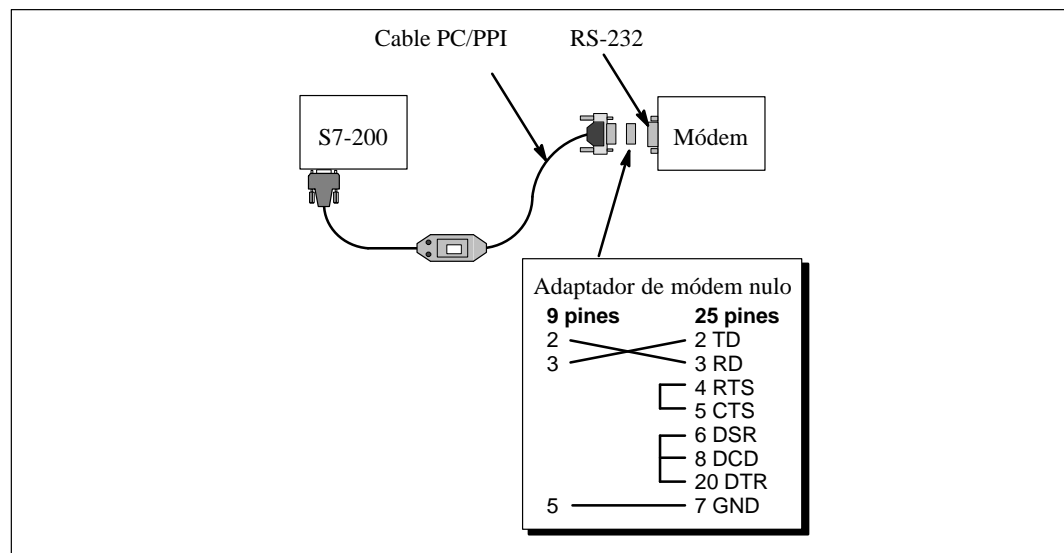 Cable PC/PPI RS-232
S7-200
Módem
Adaptador de módem nulo
9 pines 25 pines
2 2 TD
3 3 RD
4 RTS
5 CTS
6 DSR
8 DCD
20 DTR
5 7 GND